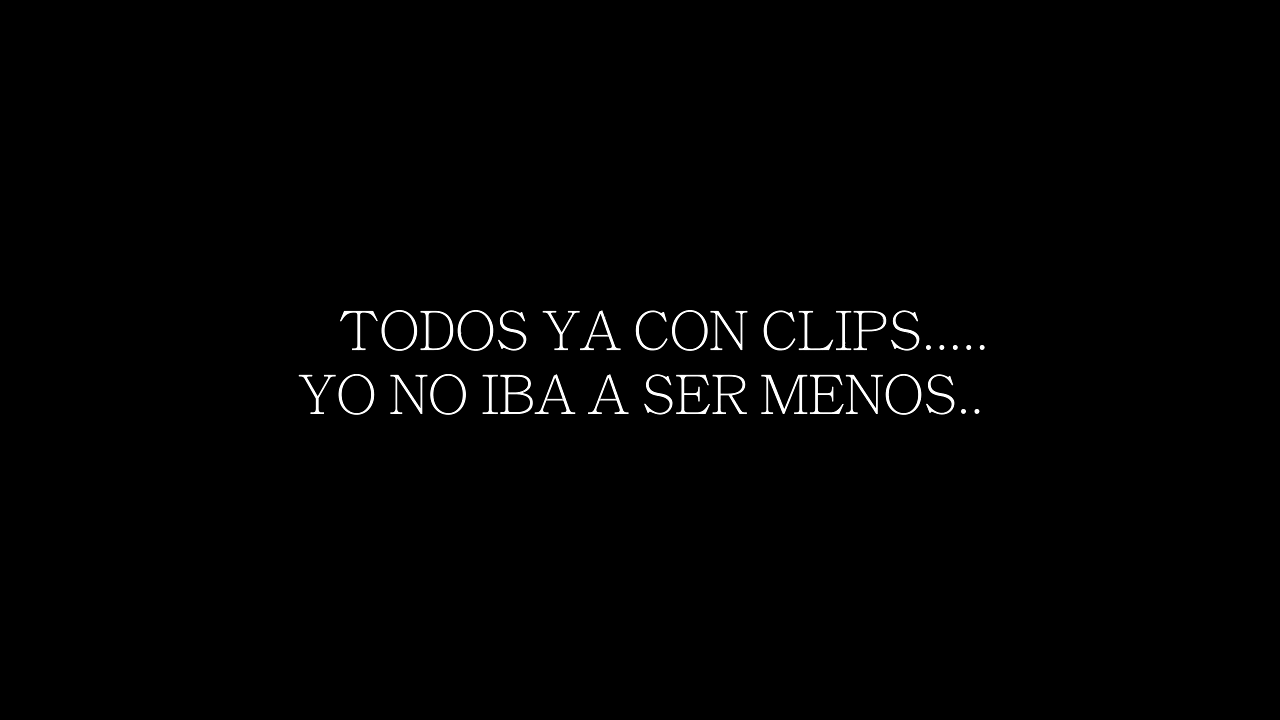 TODOS YA CON CLIPS.....
YO NO IBA A SER MENOS..